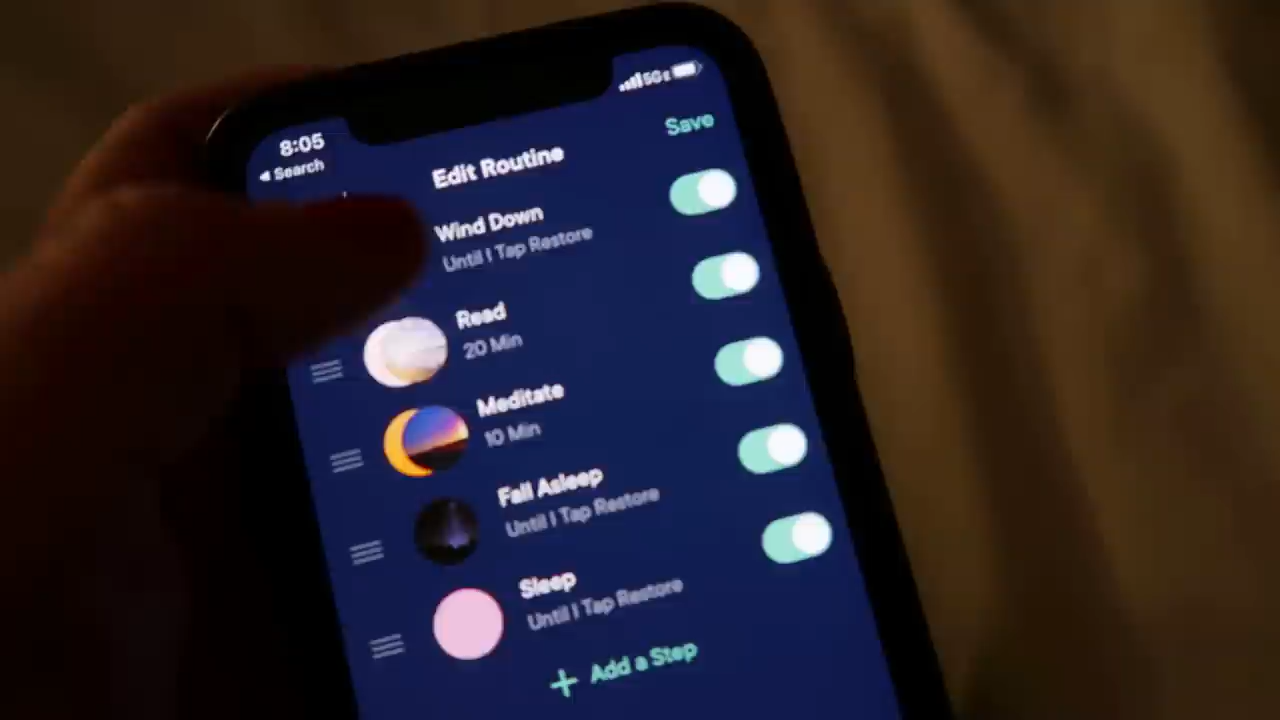 8:05
5G E
◀ Search
Edit Routine
Save
Wind Down
Until I Tap Restore
Read
20 Min
Meditate
10 Min
Fall Asleep
Until I Tap Restore
Sleep
Until I Tap Restore
+ Add a Step